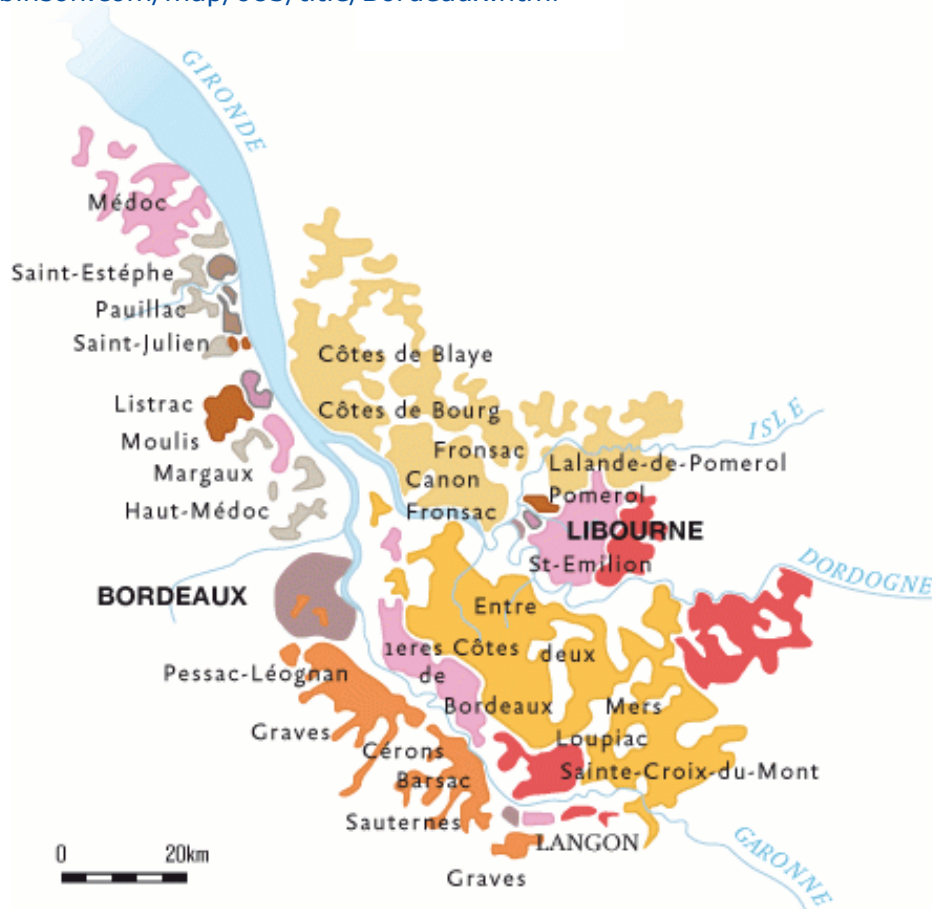 GIRONDE
Médoc
Saint-Estéphe
Pauillac
Saint-Julien
Côtes de Blaye
Listrac
Côtes de Bourg
ISLE
Moulis
Fronsac
Lalande-de-Pomerol
Margaux
Canon
Pomerol
Haut-Médoc
Fronsac
LIBOURNE
St-Emilion
DORDOGNE
BORDEAUX
Entre
1eres Côtes
deux
Pessac-Léognan
de
Bordeaux
Mers
Graves
Loupiac
Cérons
Sainte-Croix-du-Mont
Barsac
Sauternes
LANGON
GARONNE
0 20km
Graves